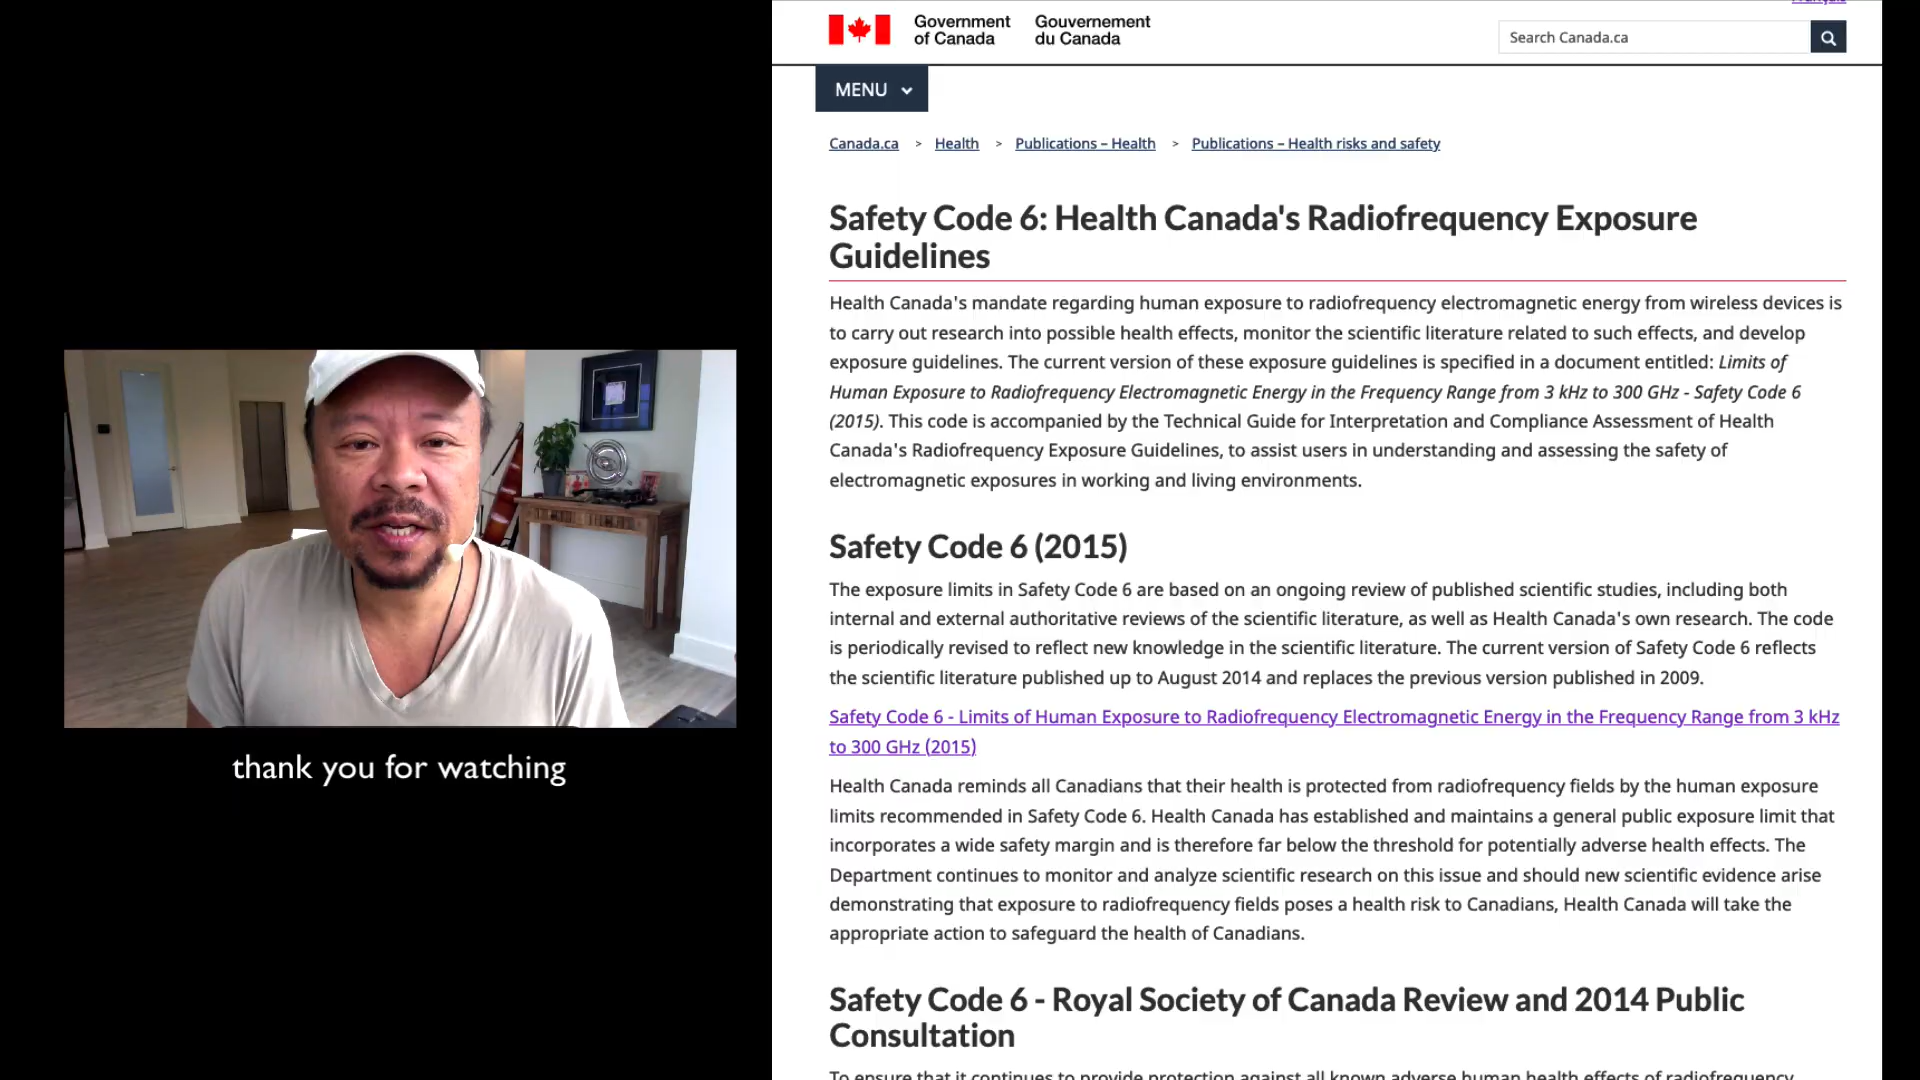 Government of Canada
Gouvernement du Canada
Search Canada.ca
MENU
Canada.ca > Health > Publications – Health > Publications – Health risks and safety
Safety Code 6: Health Canada's Radiofrequency Exposure
Guidelines
Health Canada's mandate regarding human exposure to radiofrequency electromagnetic energy from wireless devices is
to carry out research into possible health effects, monitor the scientific literature related to such effects, and develop
exposure guidelines. The current version of these exposure guidelines is specified in a document entitled: Limits of
Human Exposure to Radiofrequency Electromagnetic Energy in the Frequency Range from 3 kHz to 300 GHz - Safety Code 6
(2015). This code is accompanied by the Technical Guide for Interpretation and Compliance Assessment of Health
Canada's Radiofrequency Exposure Guidelines, to assist users in understanding and assessing the safety of
electromagnetic exposures in working and living environments.
Safety Code 6 (2015)
The exposure limits in Safety Code 6 are based on an ongoing review of published scientific studies, including both
internal and external authoritative reviews of the scientific literature, as well as Health Canada's own research. The code
is periodically revised to reflect new knowledge in the scientific literature. The current version of Safety Code 6 reflects
the scientific literature published up to August 2014 and replaces the previous version published in 2009.
Safety Code 6 - Limits of Human Exposure to Radiofrequency Electromagnetic Energy in the Frequency Range from 3 kHz
to 300 GHz (2015)
Health Canada reminds all Canadians that their health is protected from radiofrequency fields by the human exposure
limits recommended in Safety Code 6. Health Canada has established and maintains a general public exposure limit that
incorporates a wide safety margin and is therefore far below the threshold for potentially adverse health effects. The
Department continues to monitor and analyze scientific research on this issue and should new scientific evidence arise
demonstrating that exposure to radiofrequency fields poses a health risk to Canadians, Health Canada will take the
appropriate action to safeguard the health of Canadians.
Safety Code 6 - Royal Society of Canada Review and 2014 Public
Consultation
To ensure that it continues to provide protection against all known adverse human health effects of radiofrequency
thank you for watching